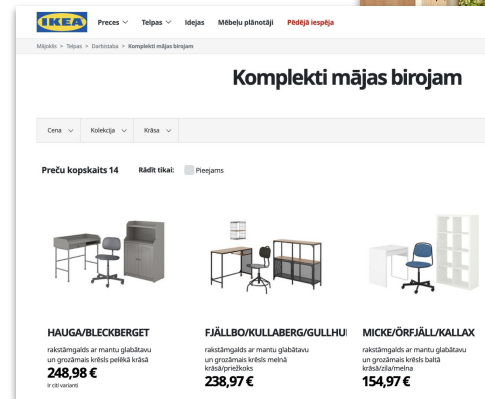 IKEA
Preces Telpas Idejas Mēbeļu plānotāji Pēdējā iespēja
Mājoklis > Telpas > Darbistaba > Komplekti mājas birojam
Komplekti mājas birojam
Cena Kolekcija Krāsa
Preču kopskaits 14 Rādīt tikai: Pieejams
HAUGA/BLECKBERGET
rakstāmgalds ar mantu glabātavu
un grozāmais krēsls pelēkā krāsā
248,98 €
Ir citi varianti
FJÄLLBO/KULLABERG/GULLHU
rakstāmgalds ar mantu glabātavu
un grozāmais krēsls melnā
krāsā/priežkoks
238,97 €
MICKE/ÖRFJÄLL/KALLAX
rakstāmgalds ar mantu glabātavu
un grozāmais krēsls baltā
krāsā/zila/melna
154,97 €